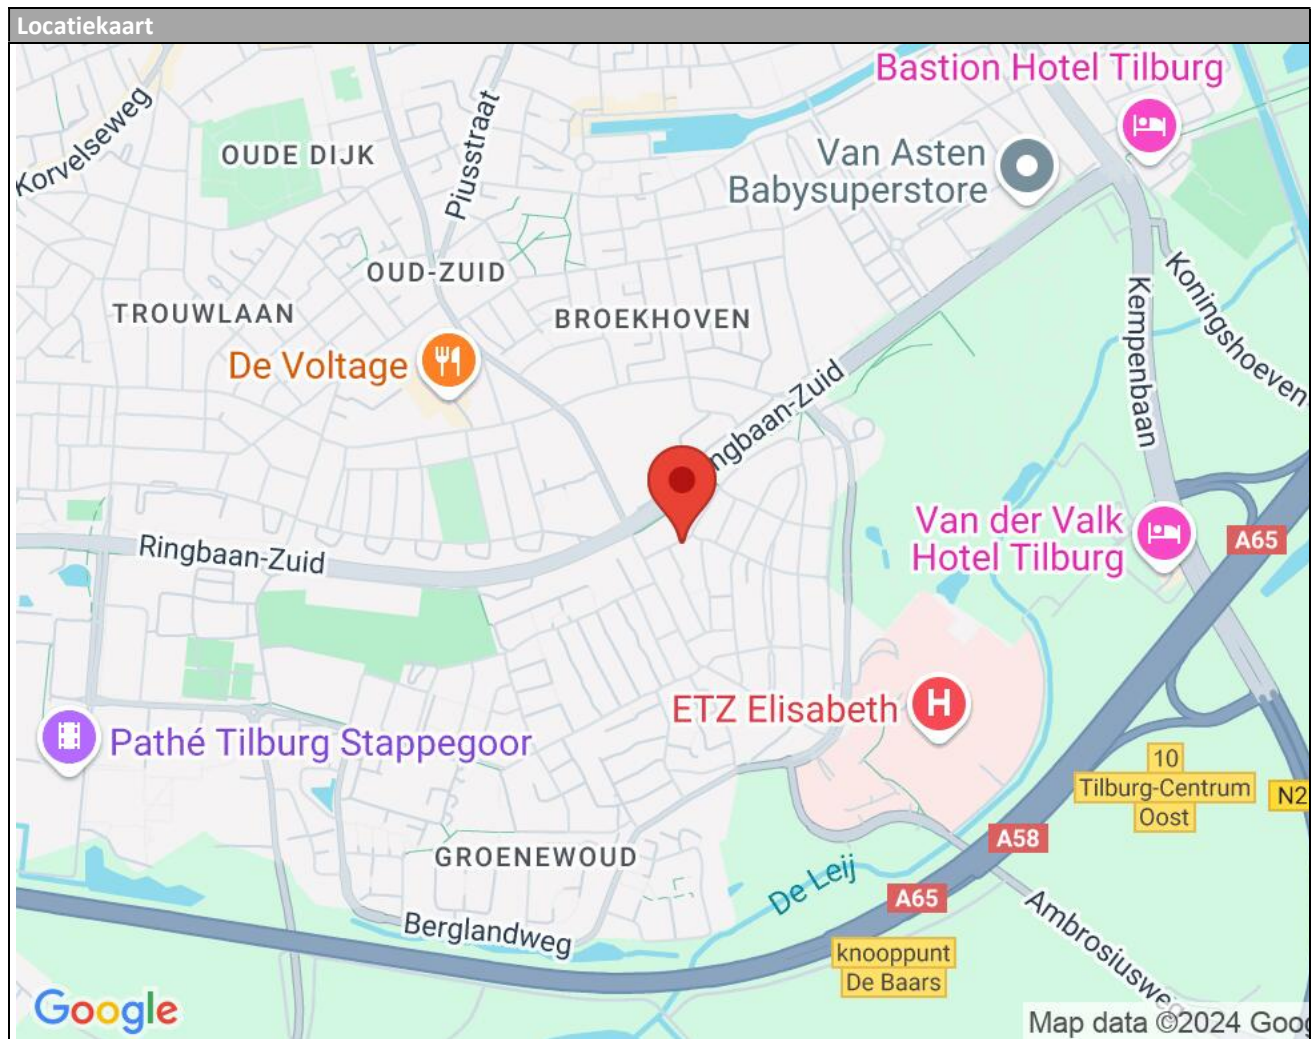 Locatiekaart
Bastion Hotel Tilburg
Korvelseweg
Piusstraat
OUDE DIJK
Van Asten
Babysuperstore
OUD-ZUID
TROUWLAAN
BROEKHOVEN
De Voltage
Kempenbaan
Koningshoeven
ngbaan-Zuid
Ringbaan-Zuid
Van der Valk
Hotel Tilburg
A65
ETZ Elisabeth
H
Pathé Tilburg Stappegoor
10
Tilburg-Centrum
Oost
N2
A58
GROENEWOUD
De Leij
A65
Berglandweg
Ambrosiusweg
knooppunt
De Baars
Google
Map data ©2024 Goog